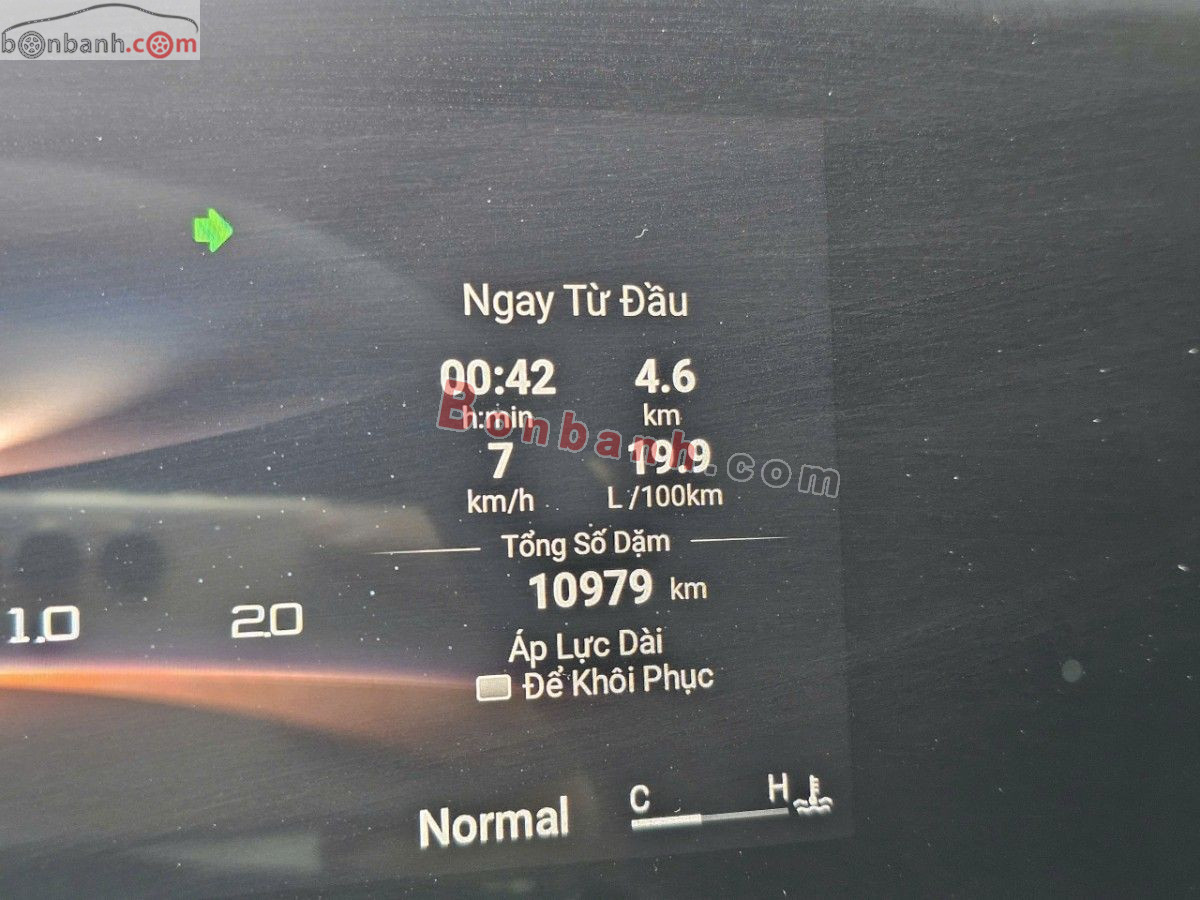 bonbanh.com
Ngay Từ Đầu
00:42 4.6
h:min km
Bonbanh.com
7 19.9
km/h L/100km
Tổng Số Dặm
10979 km
1.0 2.0
Áp Lực Dài
Để Khôi Phục
Normal C H